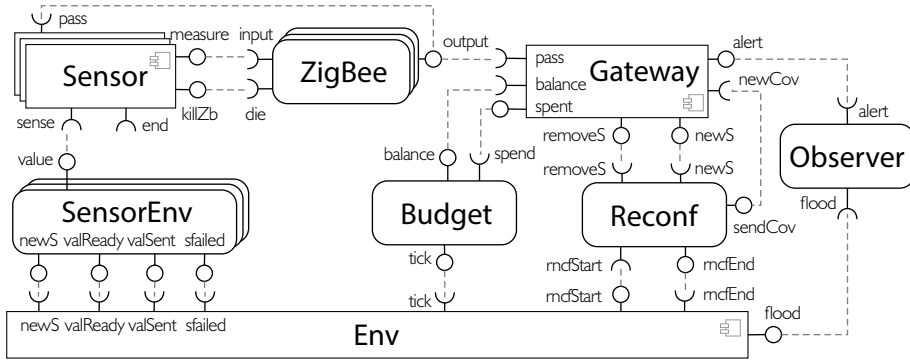 pass
measure input output alert
Sensor ZigBee pass Gateway newCov
balance
killZb die spent
sense end alert
removeS newS
value balance spend removeS newS Observer
SensorEnv Budget Reconf flood
newS valReady valSent sfailed sendCov
tick rncfStart rncfEnd
tick rncfStart rncfEnd
newS valReady valSent sfailed flood
Env